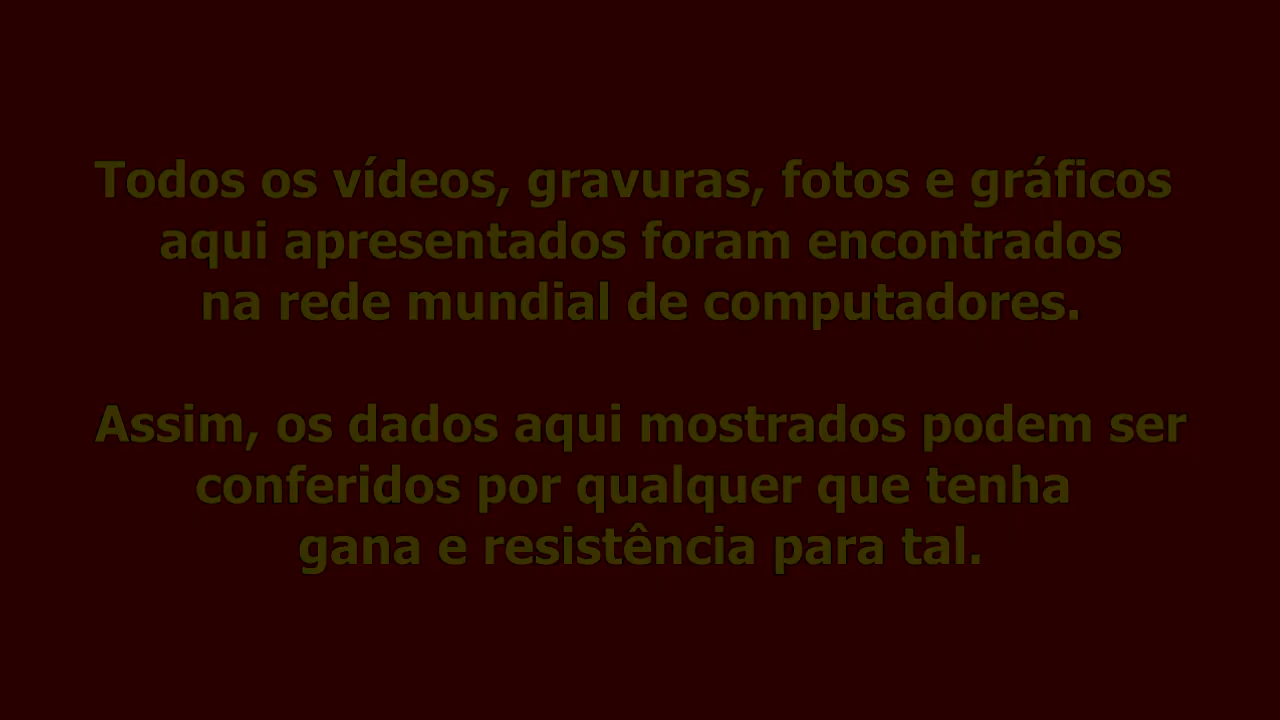 Todos os vídeos, gravuras, fotos e gráficos
aqui apresentados foram encontrados
na rede mundial de computadores.
Assim, os dados aqui mostrados podem ser
conferidos por qualquer que tenha
gana e resistência para tal.